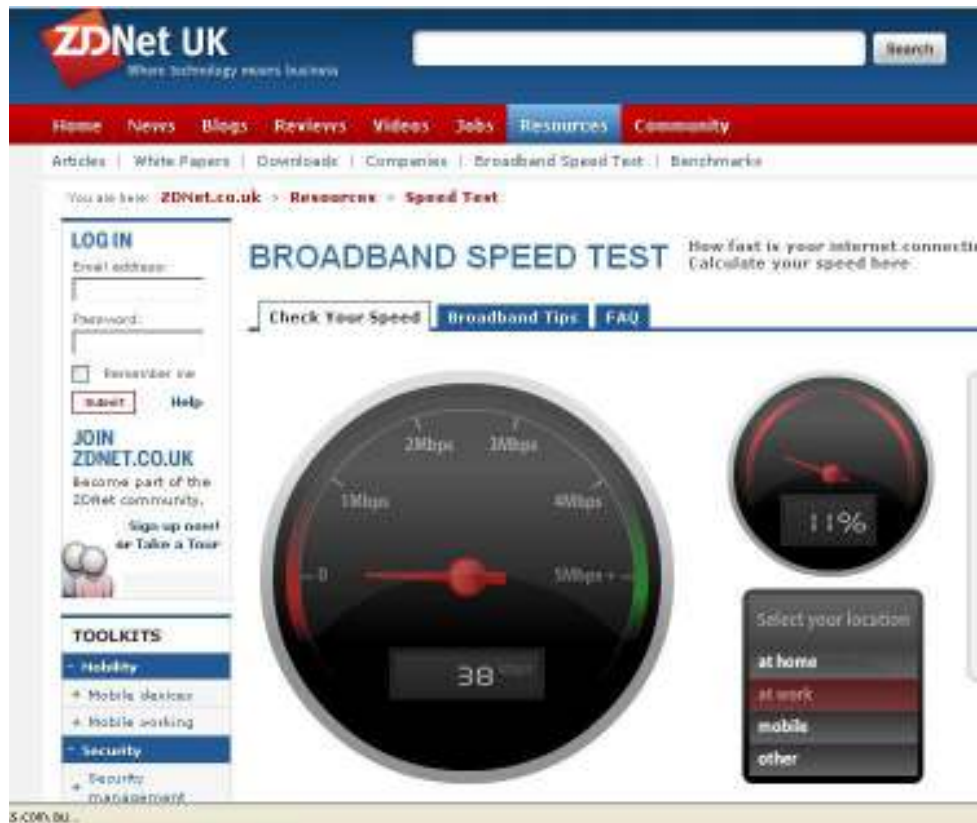 ZDNet UK
Where technology means business
Search
Home News Blogs Reviews Videos Jobs Resources Community
Articles | White Papers | Downloads | Companies | Broadband Speed Test | Benchmarks
You are here: ZDNet.co.uk > Resources > Speed Test
LOG IN
Email address:
Password:
Remember me
Submit Help
JOIN
ZDNET.CO.UK
Become part of the
ZDNet community.
Sign up now!
or Take a Tour
TOOLKITS
- Mobility
+ Mobile devices
+ Mobile working
- Security
+ Security
management
BROADBAND SPEED TEST
How fast is your internet connecti
Calculate your speed here
Check Your Speed Broadband Tips FAQ
2Mbps 3Mbps
1Mbps 4Mbps
0 5Mbps +
38
11%
Select your location
at home
at work
mobile
other
s.com.au...